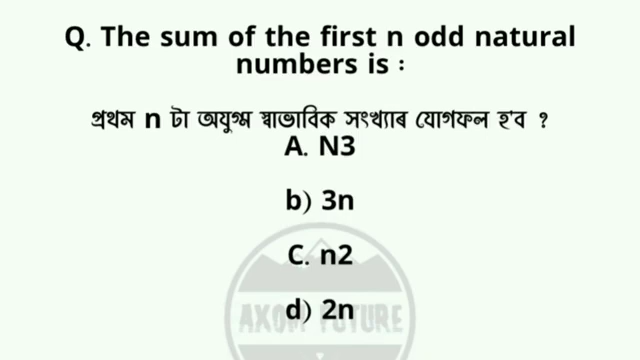 Q. The sum of the first n odd natural
numbers is :
প্ৰথম n টা অযুগ্ম স্বাভাবিক সংখ্যাৰ যোগফল হ'ব ?
A. N3
b) 3n
C. n2
d) 2n
AXOM FUTURE